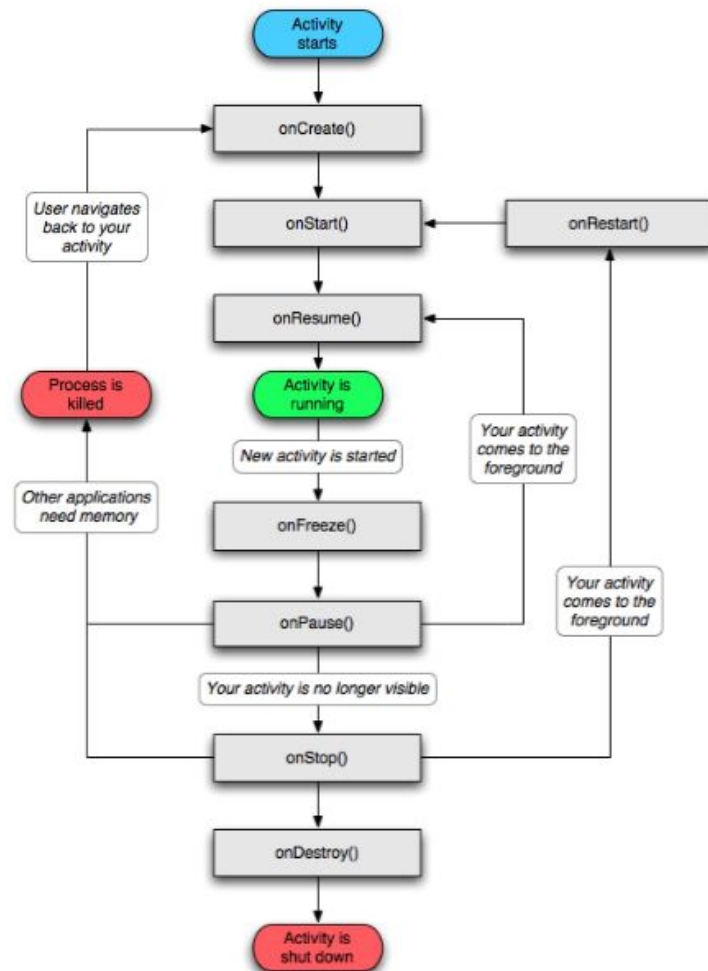 Activity
starts
onCreate()
User navigates
back to your
activity
onStart()
onRestart()
onResume()
Process is
killed
Activity is
running
New activity is started
Your activity
comes to the
foreground
Other applications
need memory
onFreeze()
Your activity
comes to the
foreground
onPause()
Your activity is no longer visible
onStop()
onDestroy()
Activity is
shut down